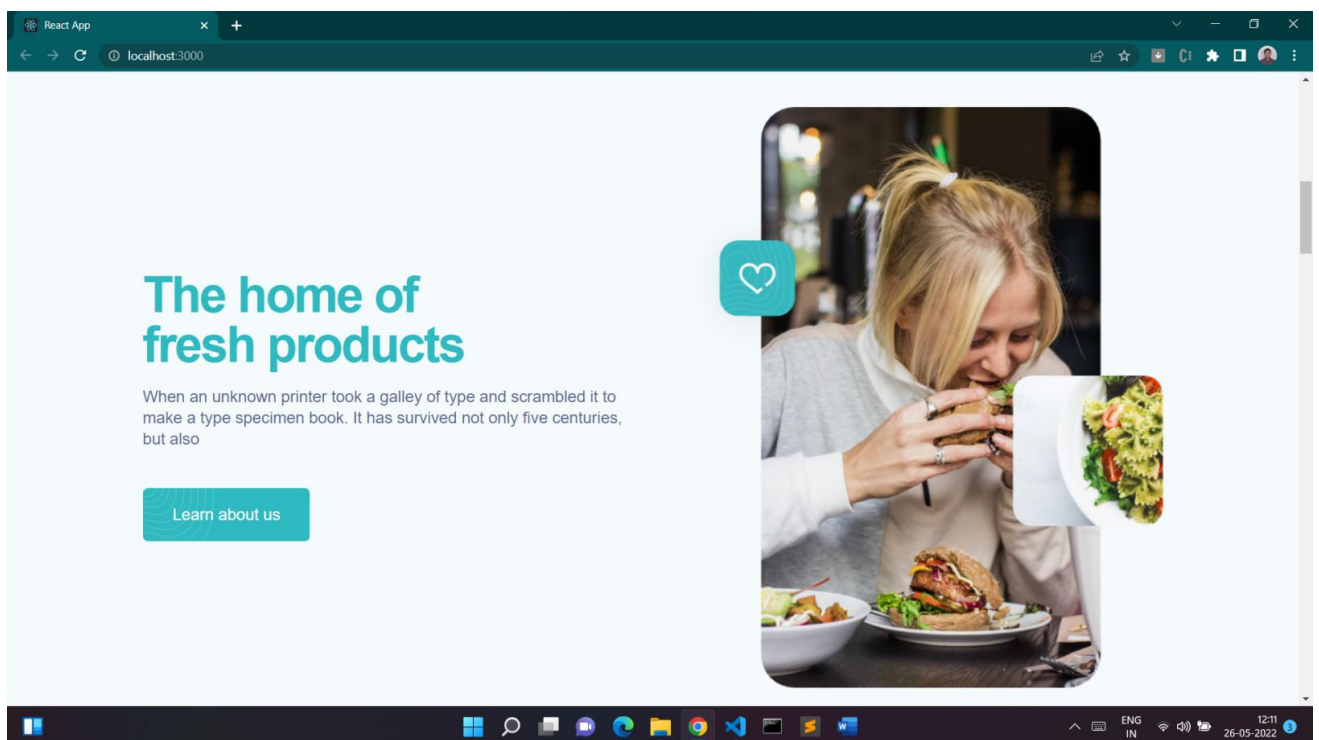 React App
localhost:3000
The home of
fresh products
When an unknown printer took a galley of type and scrambled it to
make a type specimen book. It has survived not only five centuries,
but also
Learn about us
ENG
IN
12:11
26-05-2022
3